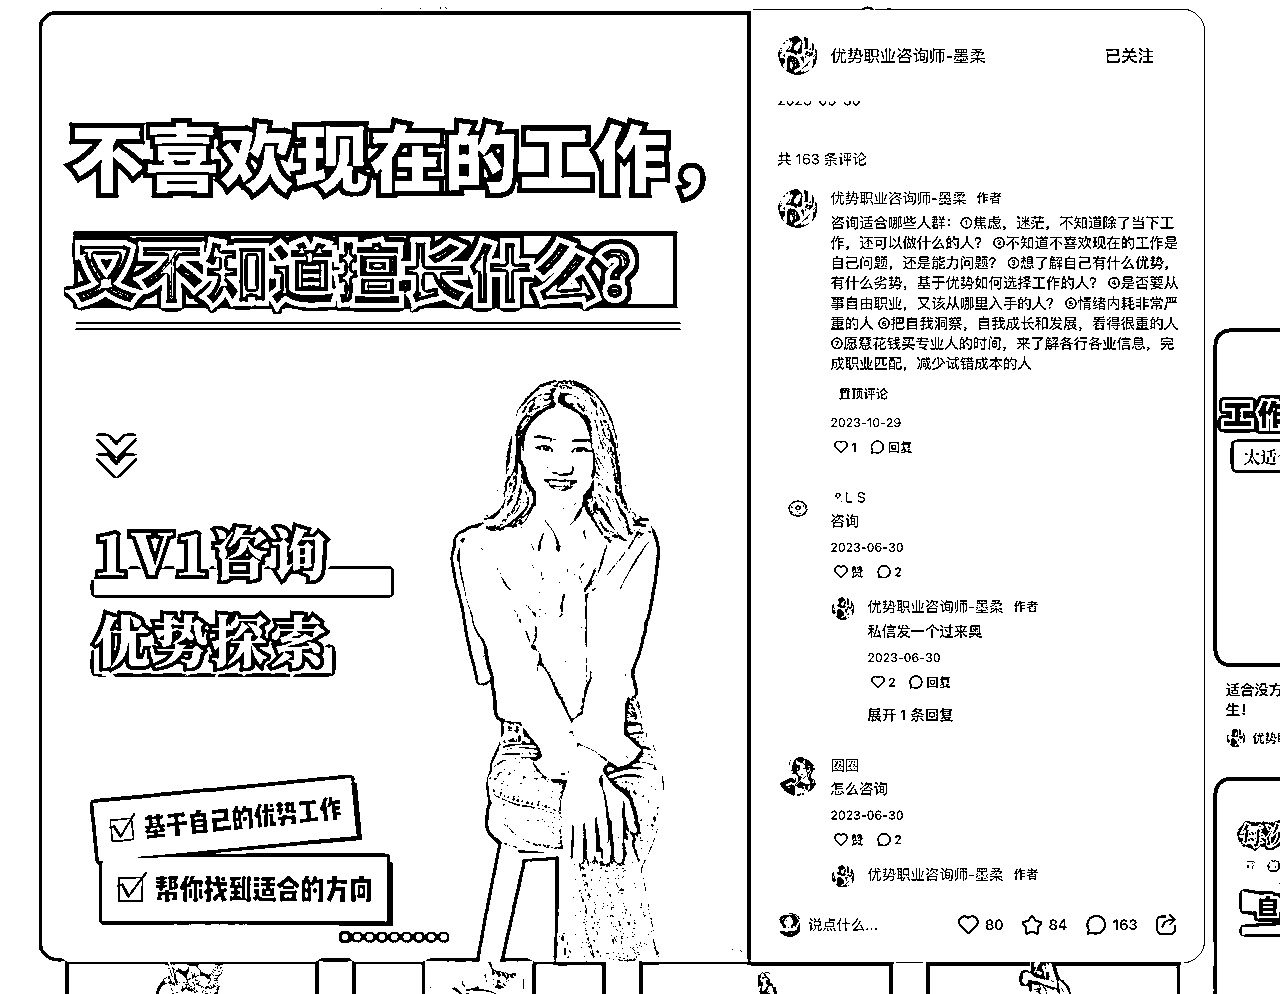 不喜欢现在的工作，
又不知道擅长什么？
1V1咨询
优势探索
基于自己的优势工作
帮你找到适合的方向
优势职业咨询师-墨柔
已关注
共 163 条评论
优势职业咨询师-墨柔 作者
咨询适合哪些人群：①焦虑，迷茫，不知道除了当下工
作，还可以做什么的人？②不知道不喜欢现在的工作是
自己问题，还是能力问题？③想了解自己有什么优势，
有什么劣势，基于优势如何选择工作的人？④是否要从
事自由职业，又该从哪里入手的人？⑤情绪内耗非常严
重的人⑥把自我洞察，自我成长和发展，看得很重的人
⑦愿意花钱买专业人的时间，来了解各行各业信息，完
成职业匹配，减少试错成本的人
置顶评论
2023-10-29
1 回复
L S
咨询
2023-06-30
赞 2
优势职业咨询师-墨柔 作者
私信发一个过来奥
2023-06-30
2 回复
展开 1 条回复
囧囧
怎么咨询
2023-06-30
赞 2
优势职业咨询师-墨柔 作者
说点什么...
80 84 163
工作
太适
适合没方
生！
优势
自